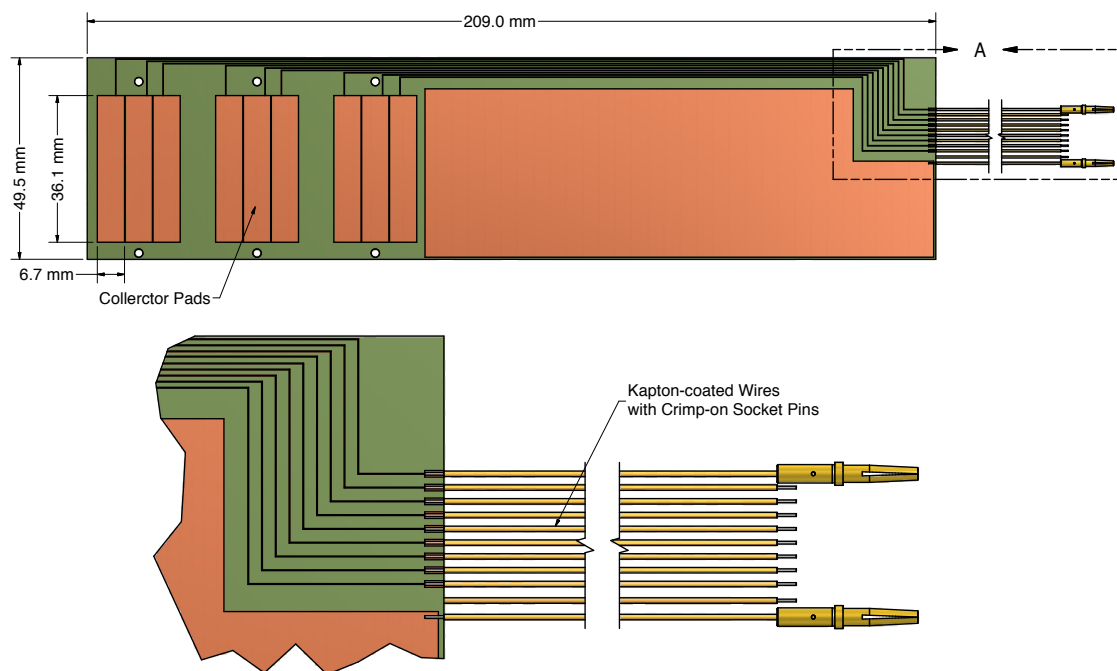 209.0 mm
A
49.5 mm
36.1 mm
6.7 mm
Collerctor Pads
Kapton-coated Wires
with Crimp-on Socket Pins